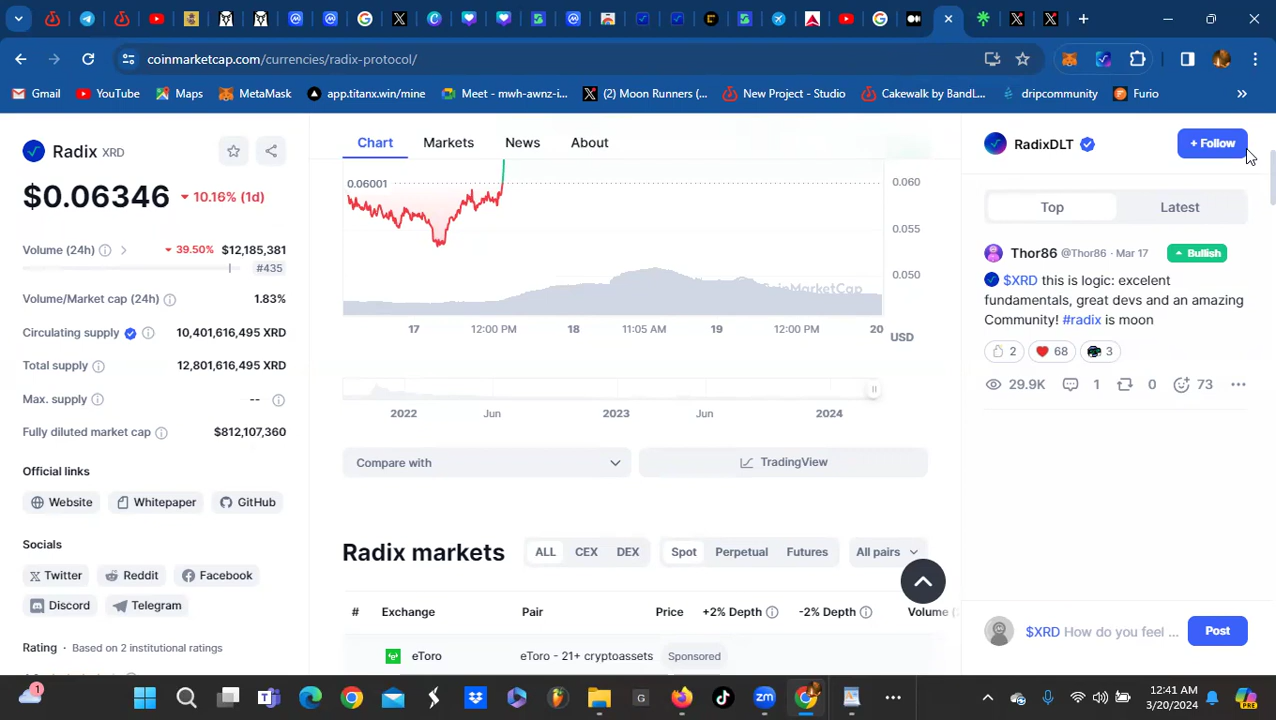 coinmarketcap.com/currencies/radix-protocol/
Gmail
YouTube
Maps
MetaMask
app.titanx.win/mine
Meet - mwh-awnz-i...
(2) Moon Runners (...
New Project - Studio
Cakewalk by BandL...
dripcommunity
Furio
Radix XRD
$0.06346 10.16% (1d)
Volume (24h) 39.50% $12,185,381
#435
Volume/Market cap (24h) 1.83%
Circulating supply 10,401,616,495 XRD
Total supply 12,801,616,495 XRD
Max. supply --
Fully diluted market cap $812,107,360
Official links
Website Whitepaper GitHub
Socials
Twitter Reddit Facebook
Discord Telegram
Rating · Based on 2 institutional ratings
Chart Markets News About
0.06001
0.060
0.055
0.050
CoinMarketCap
17 12:00 PM 18 11:05 AM 19 12:00 PM 20
USD
2022 Jun 2023 Jun 2024
Compare with TradingView
Radix markets ALL CEX DEX Spot Perpetual Futures All pairs
# Exchange Pair Price +2% Depth -2% Depth Volume (
eToro eToro - 21+ cryptoassets Sponsored
RadixDLT + Follow
Top Latest
Thor86 @Thor86 · Mar 17 Bullish
$XRD this is logic: excelent
fundamentals, great devs and an amazing
Community! #radix is moon
2 68 3
29.9K 1 0 73
$XRD How do you feel ... Post
1
12:41 AM
3/20/2024
PRE